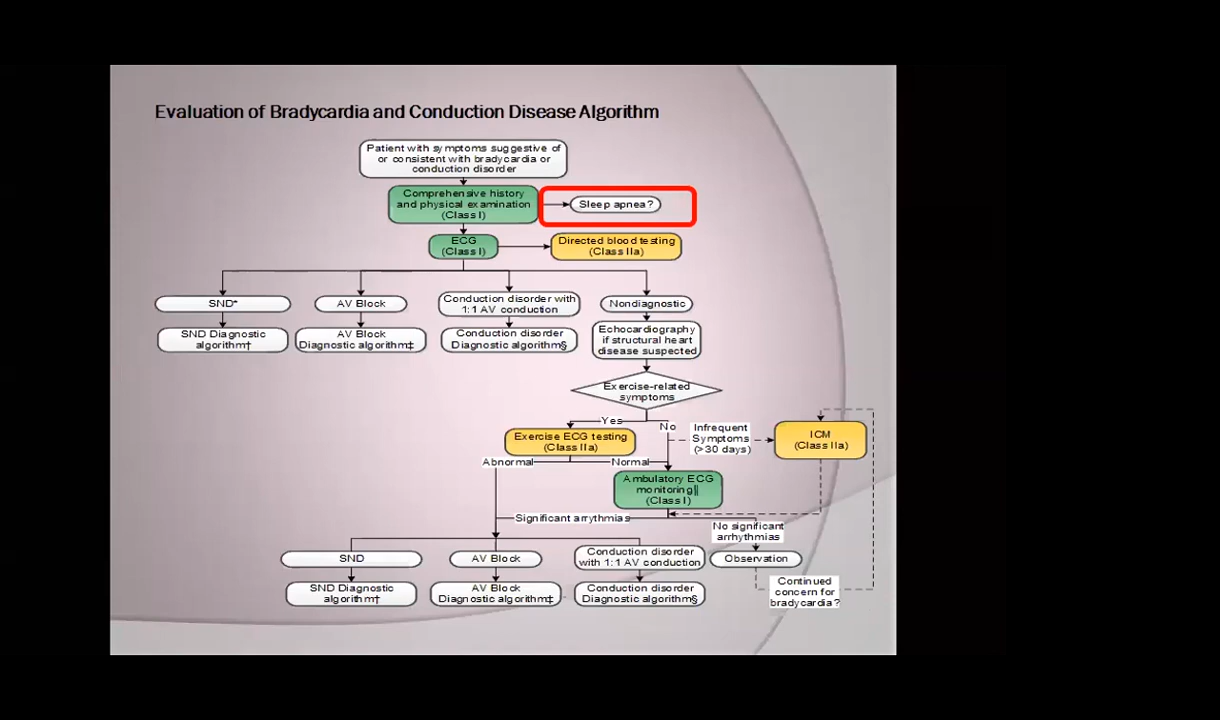 Evaluation of Bradycardia and Conduction Disease Algorithm
Patient with symptoms suggestive of
or consistent with bradycardia or
conduction disorder
Comprehensive history
and physical examination
(Class I)
Sleep apnea?
ECG
(Class I)
Directed blood testing
(Class IIa)
SND*
AV Block
Conduction disorder with
1:1 AV conduction
Nondiagnostic
SND Diagnostic
algorithm†
AV Block
Diagnostic algorithm‡
Conduction disorder
Diagnostic algorithm§
Echocardiography
if structural heart
disease suspected
Exercise-related
symptoms
Yes
No
Exercise ECG testing
(Class IIa)
Infrequent
Symptoms
(>30 days)
ICM
(Class IIa)
Abnormal
Normal
Ambulatory ECG
monitoring||
(Class I)
Significant arrythmias
No significant
arrhythmias
SND
AV Block
Conduction disorder
with 1:1 AV conduction
Observation
SND Diagnostic
algorithm†
AV Block
Diagnostic algorithm‡
Conduction disorder
Diagnostic algorithm§
Continued
concern for
bradycardia?